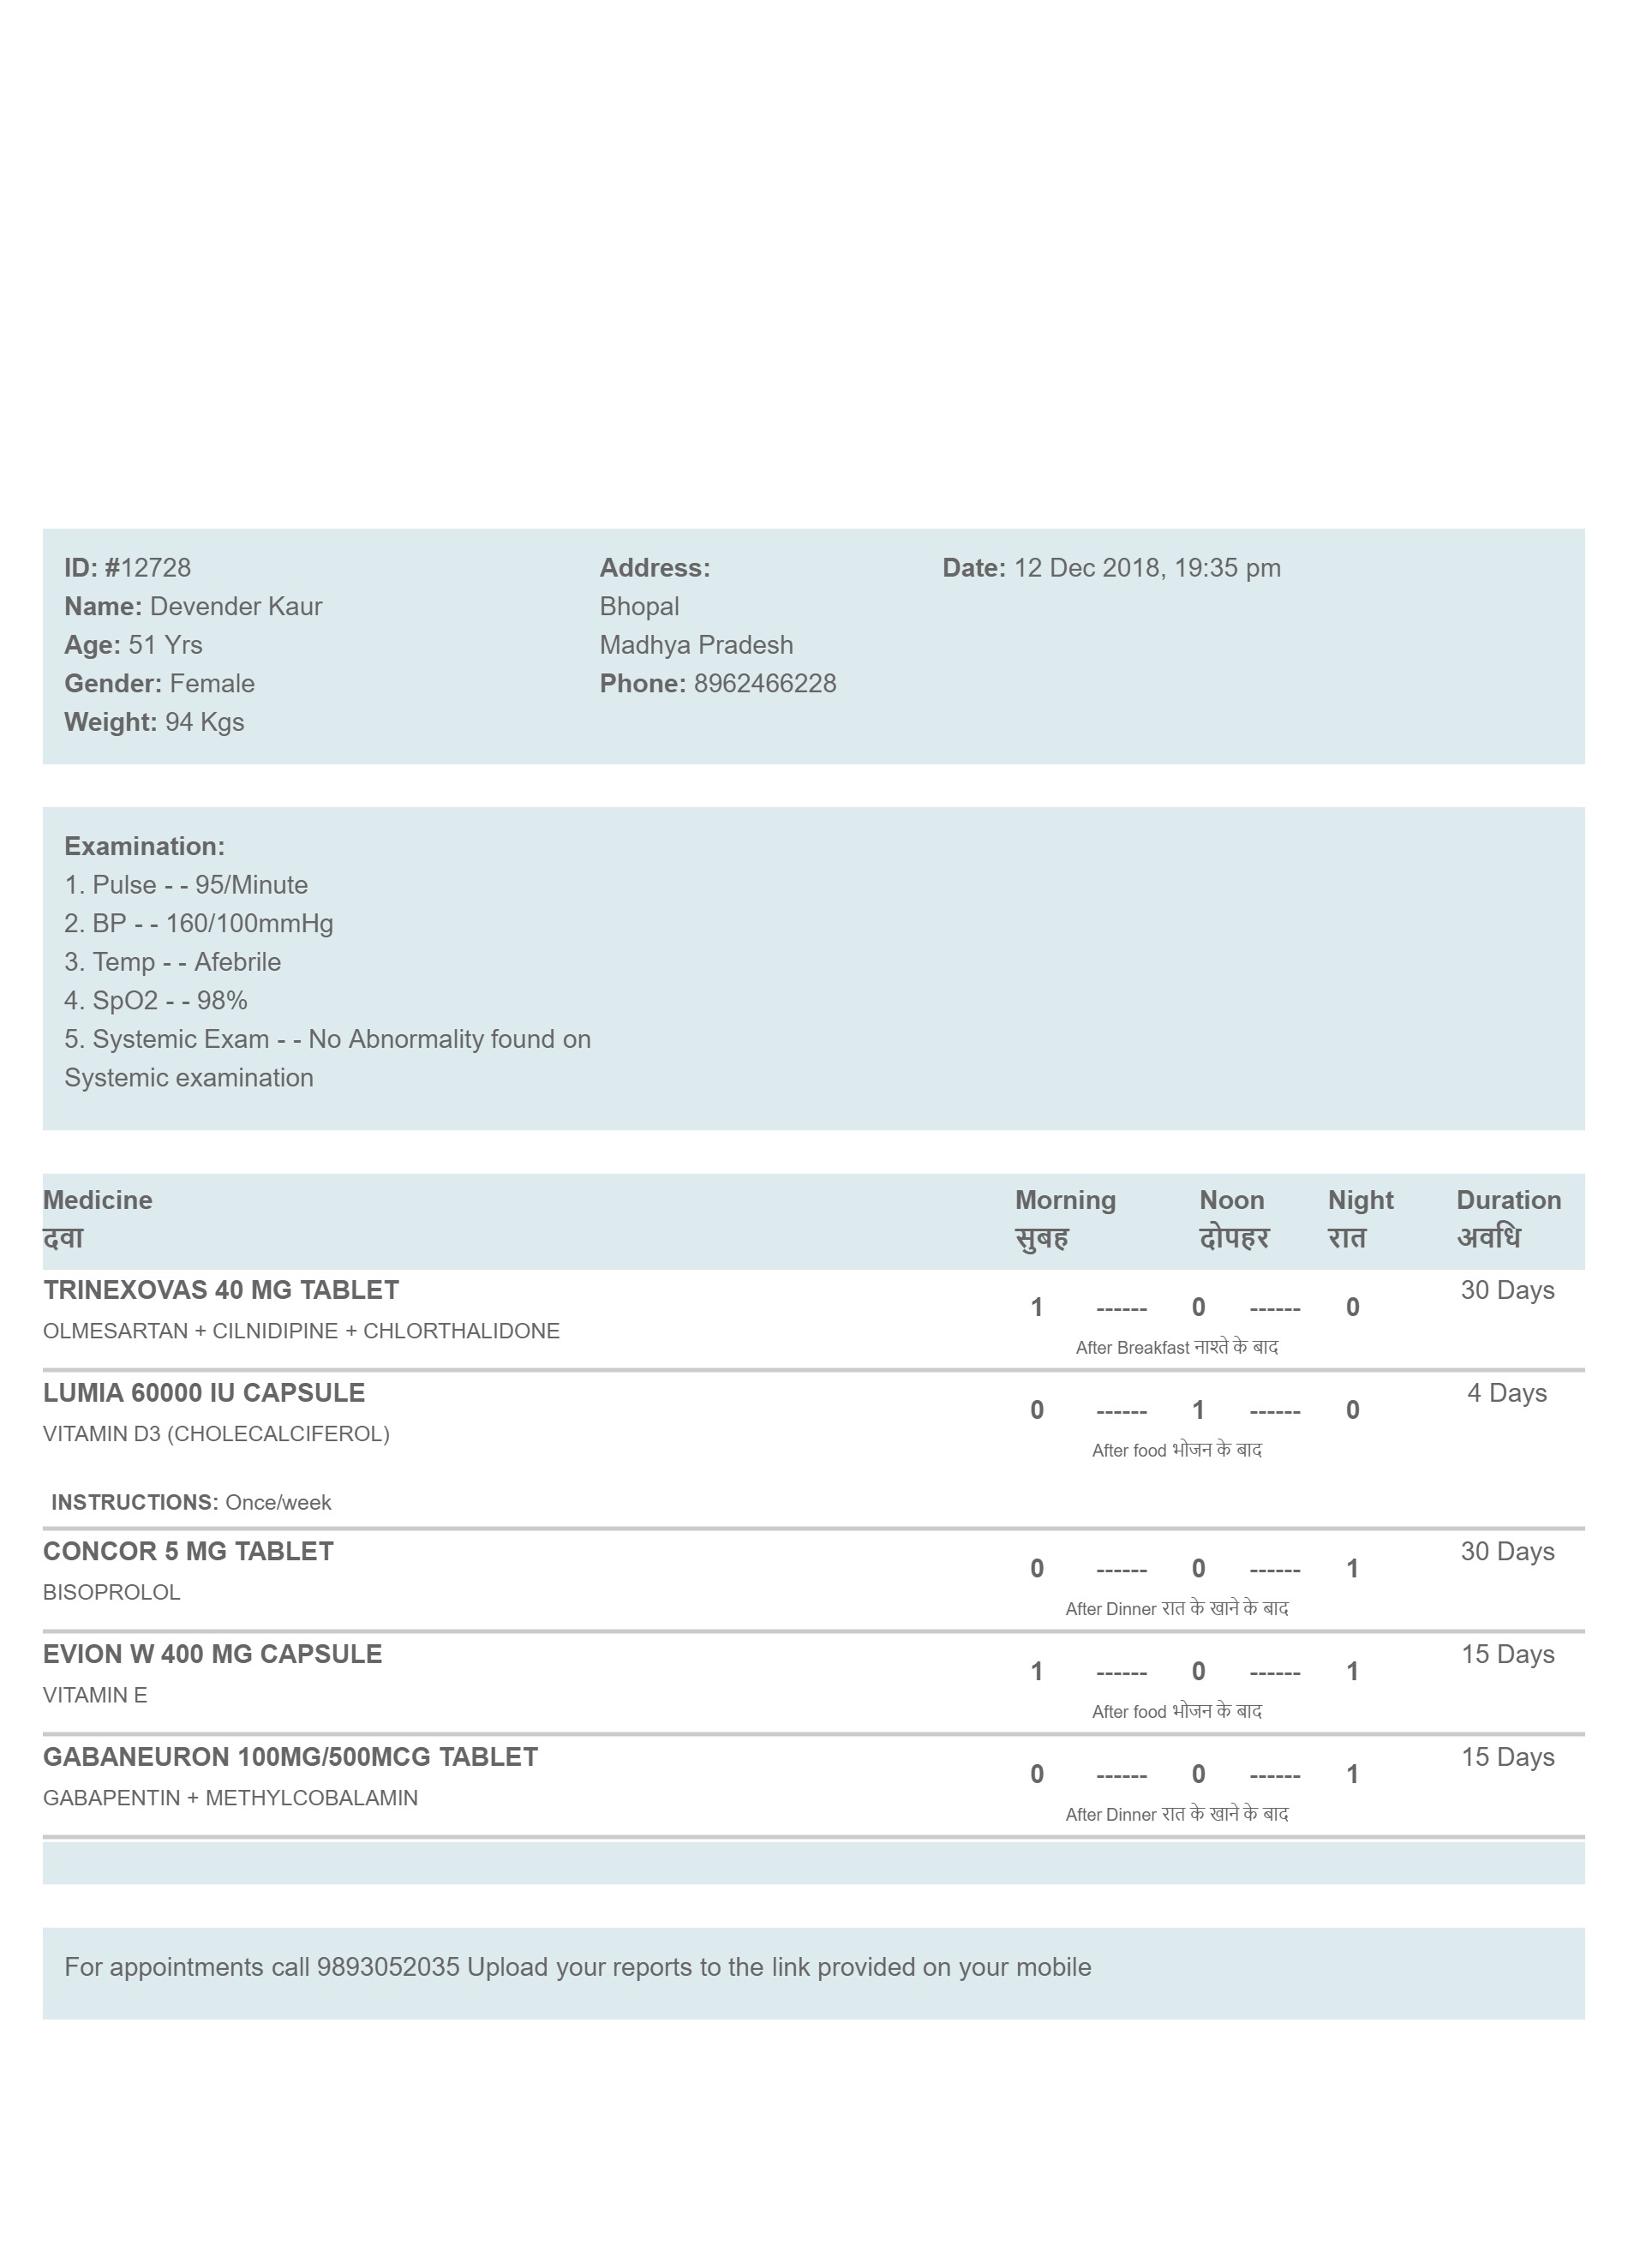 ID: #12728
Name: Devender Kaur
Age: 51 Yrs
Gender: Female
Weight: 94 Kgs
Address:
Bhopal
Madhya Pradesh
Phone: 8962466228
Date: 12 Dec 2018, 19:35 pm
Examination:
1. Pulse - - 95/Minute
2. BP - - 160/100mmHg
3. Temp - - Afebrile
4. SpO2 - - 98%
5. Systemic Exam - - No Abnormality found on
Systemic examination
Medicine Morning Noon Night Duration
दवा सुबह दोपहर रात अवधि
TRINEXOVAS 40 MG TABLET 30 Days
1 ------ 0 ------ 0
OLMESARTAN + CILNIDIPINE + CHLORTHALIDONE
After Breakfast नाश्ते के बाद
LUMIA 60000 IU CAPSULE 4 Days
0 ------ 1 ------ 0
VITAMIN D3 (CHOLECALCIFEROL)
After food भोजन के बाद
INSTRUCTIONS: Once/week
CONCOR 5 MG TABLET 30 Days
0 ------ 0 ------ 1
BISOPROLOL
After Dinner रात के खाने के बाद
EVION W 400 MG CAPSULE 15 Days
1 ------ 0 ------ 1
VITAMIN E
After food भोजन के बाद
GABANEURON 100MG/500MCG TABLET 15 Days
0 ------ 0 ------ 1
GABAPENTIN + METHYLCOBALAMIN
After Dinner रात के खाने के बाद
For appointments call 9893052035 Upload your reports to the link provided on your mobile